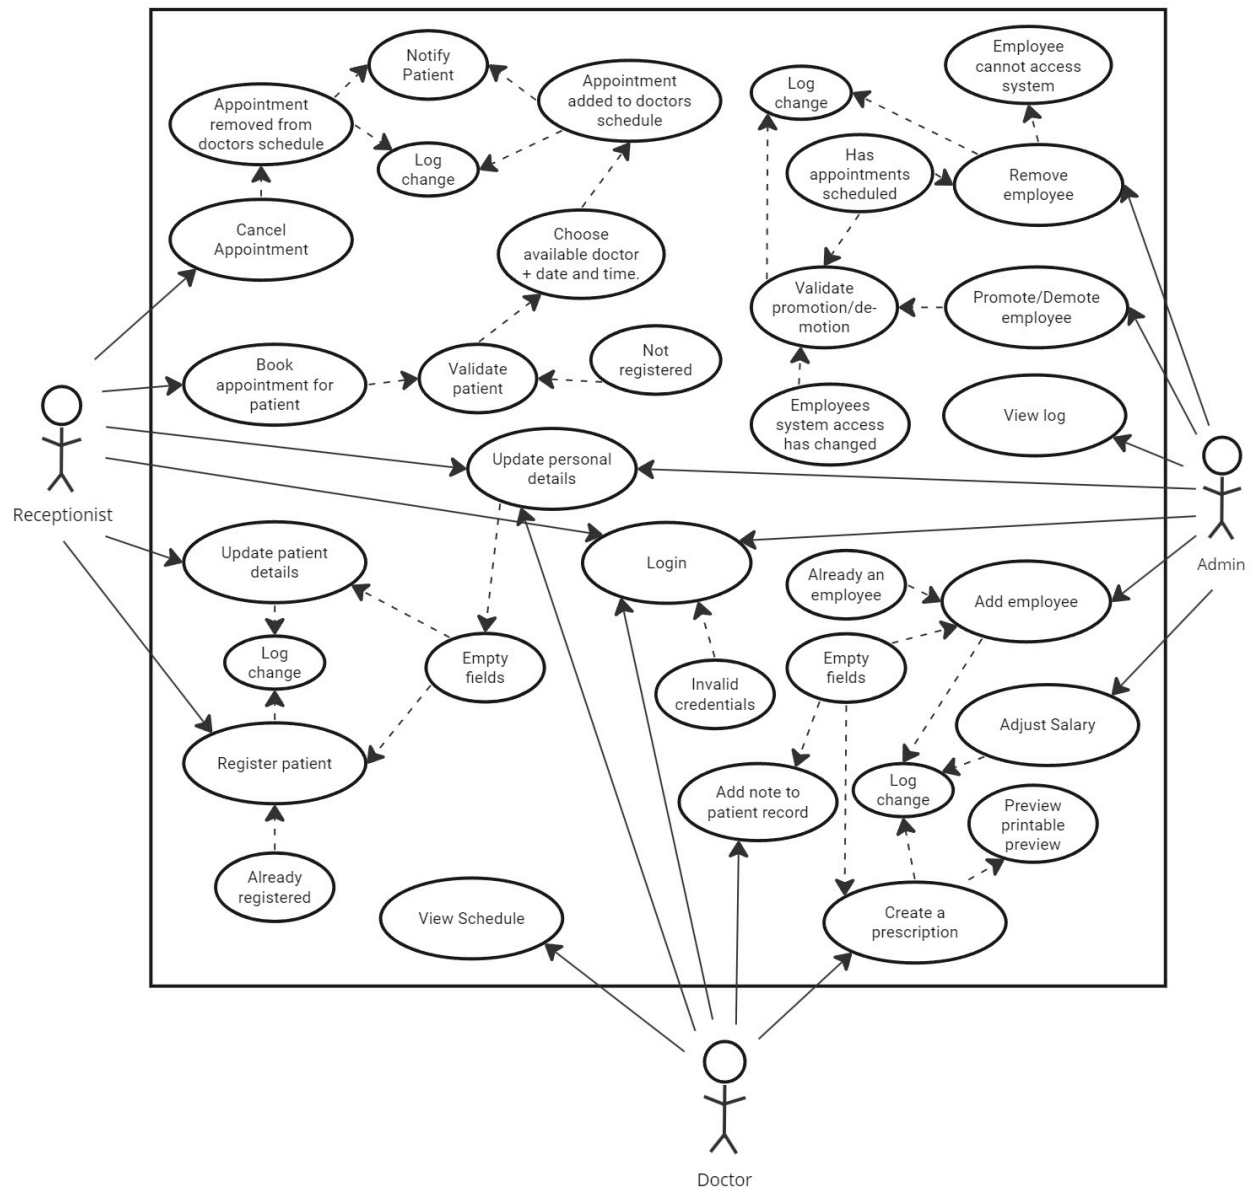 Notify
Patient
Appointment
removed from
doctors schedule
Appointment
added to doctors
schedule
Log
change
Cancel
Appointment
Choose
available doctor
+ date and time.
Book
appointment for
patient
Validate
patient
Not
registered
Employee
cannot access
system
Log
change
Has
appointments
scheduled
Remove
employee
Validate
promotion/de-
motion
Promote/Demote
employee
Employees
system access
has changed
View log
Receptionist
Admin
Update personal
details
Login
Update patient
details
Log
change
Empty
fields
Register patient
Already
registered
Invalid
credentials
Already an
employee
Add employee
Empty
fields
Adjust Salary
Add note to
patient record
Log
change
Preview
printable
preview
View Schedule
Create a
prescription
Doctor